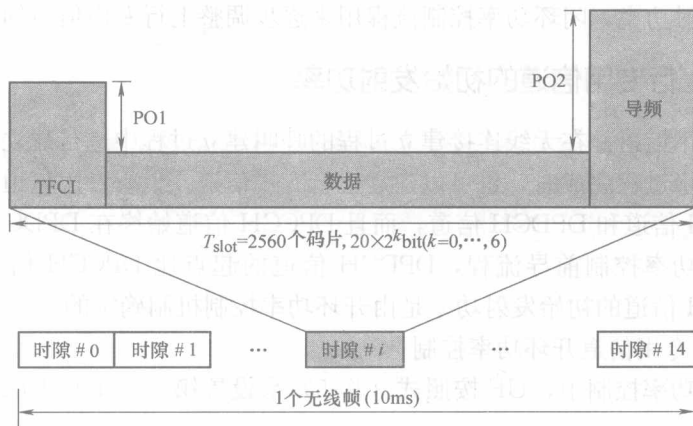 PO1
PO2
导频
TFCI
数据
T_slot=2560个码片, 20×2^k bit(k=0,…,6)
时隙 # 0 时隙 # 1 … 时隙 # i … 时隙 # 14
1个无线帧 (10ms)